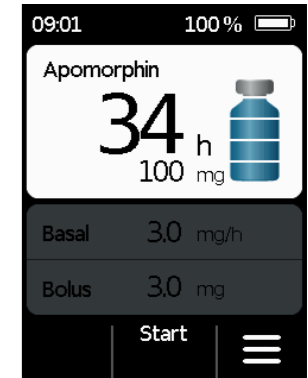 09:01 100 %
Apomorphin
34 h
100 mg
Basal 3.0 mg/h
Bolus 3.0 mg
Start